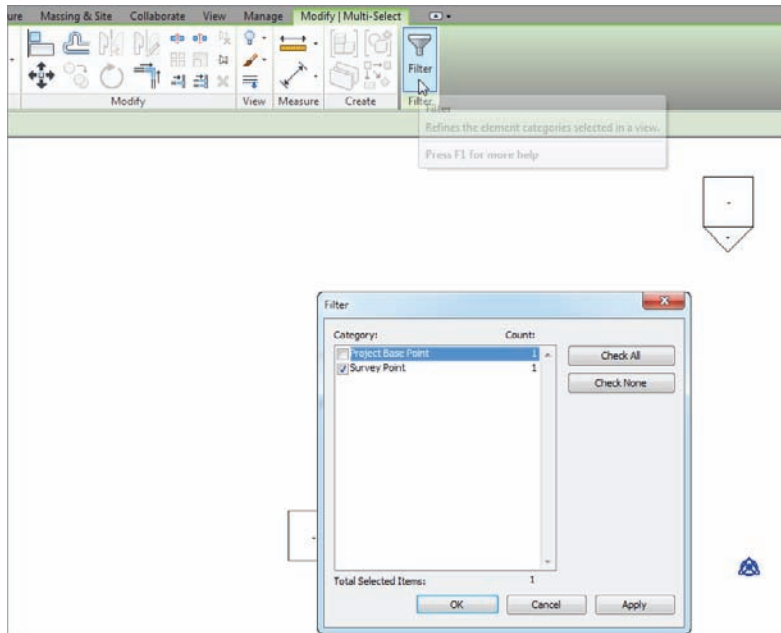 ure Massing & Site Collaborate View Manage Modify | Multi-Select
Filter
Modify View Measure Create Filter
Filter
Refines the element categories selected in a view.
Press F1 for more help
Filter
Category: Count:
Project Base Point 1
Survey Point 1
Check All
Check None
Total Selected Items: 1
OK Cancel Apply